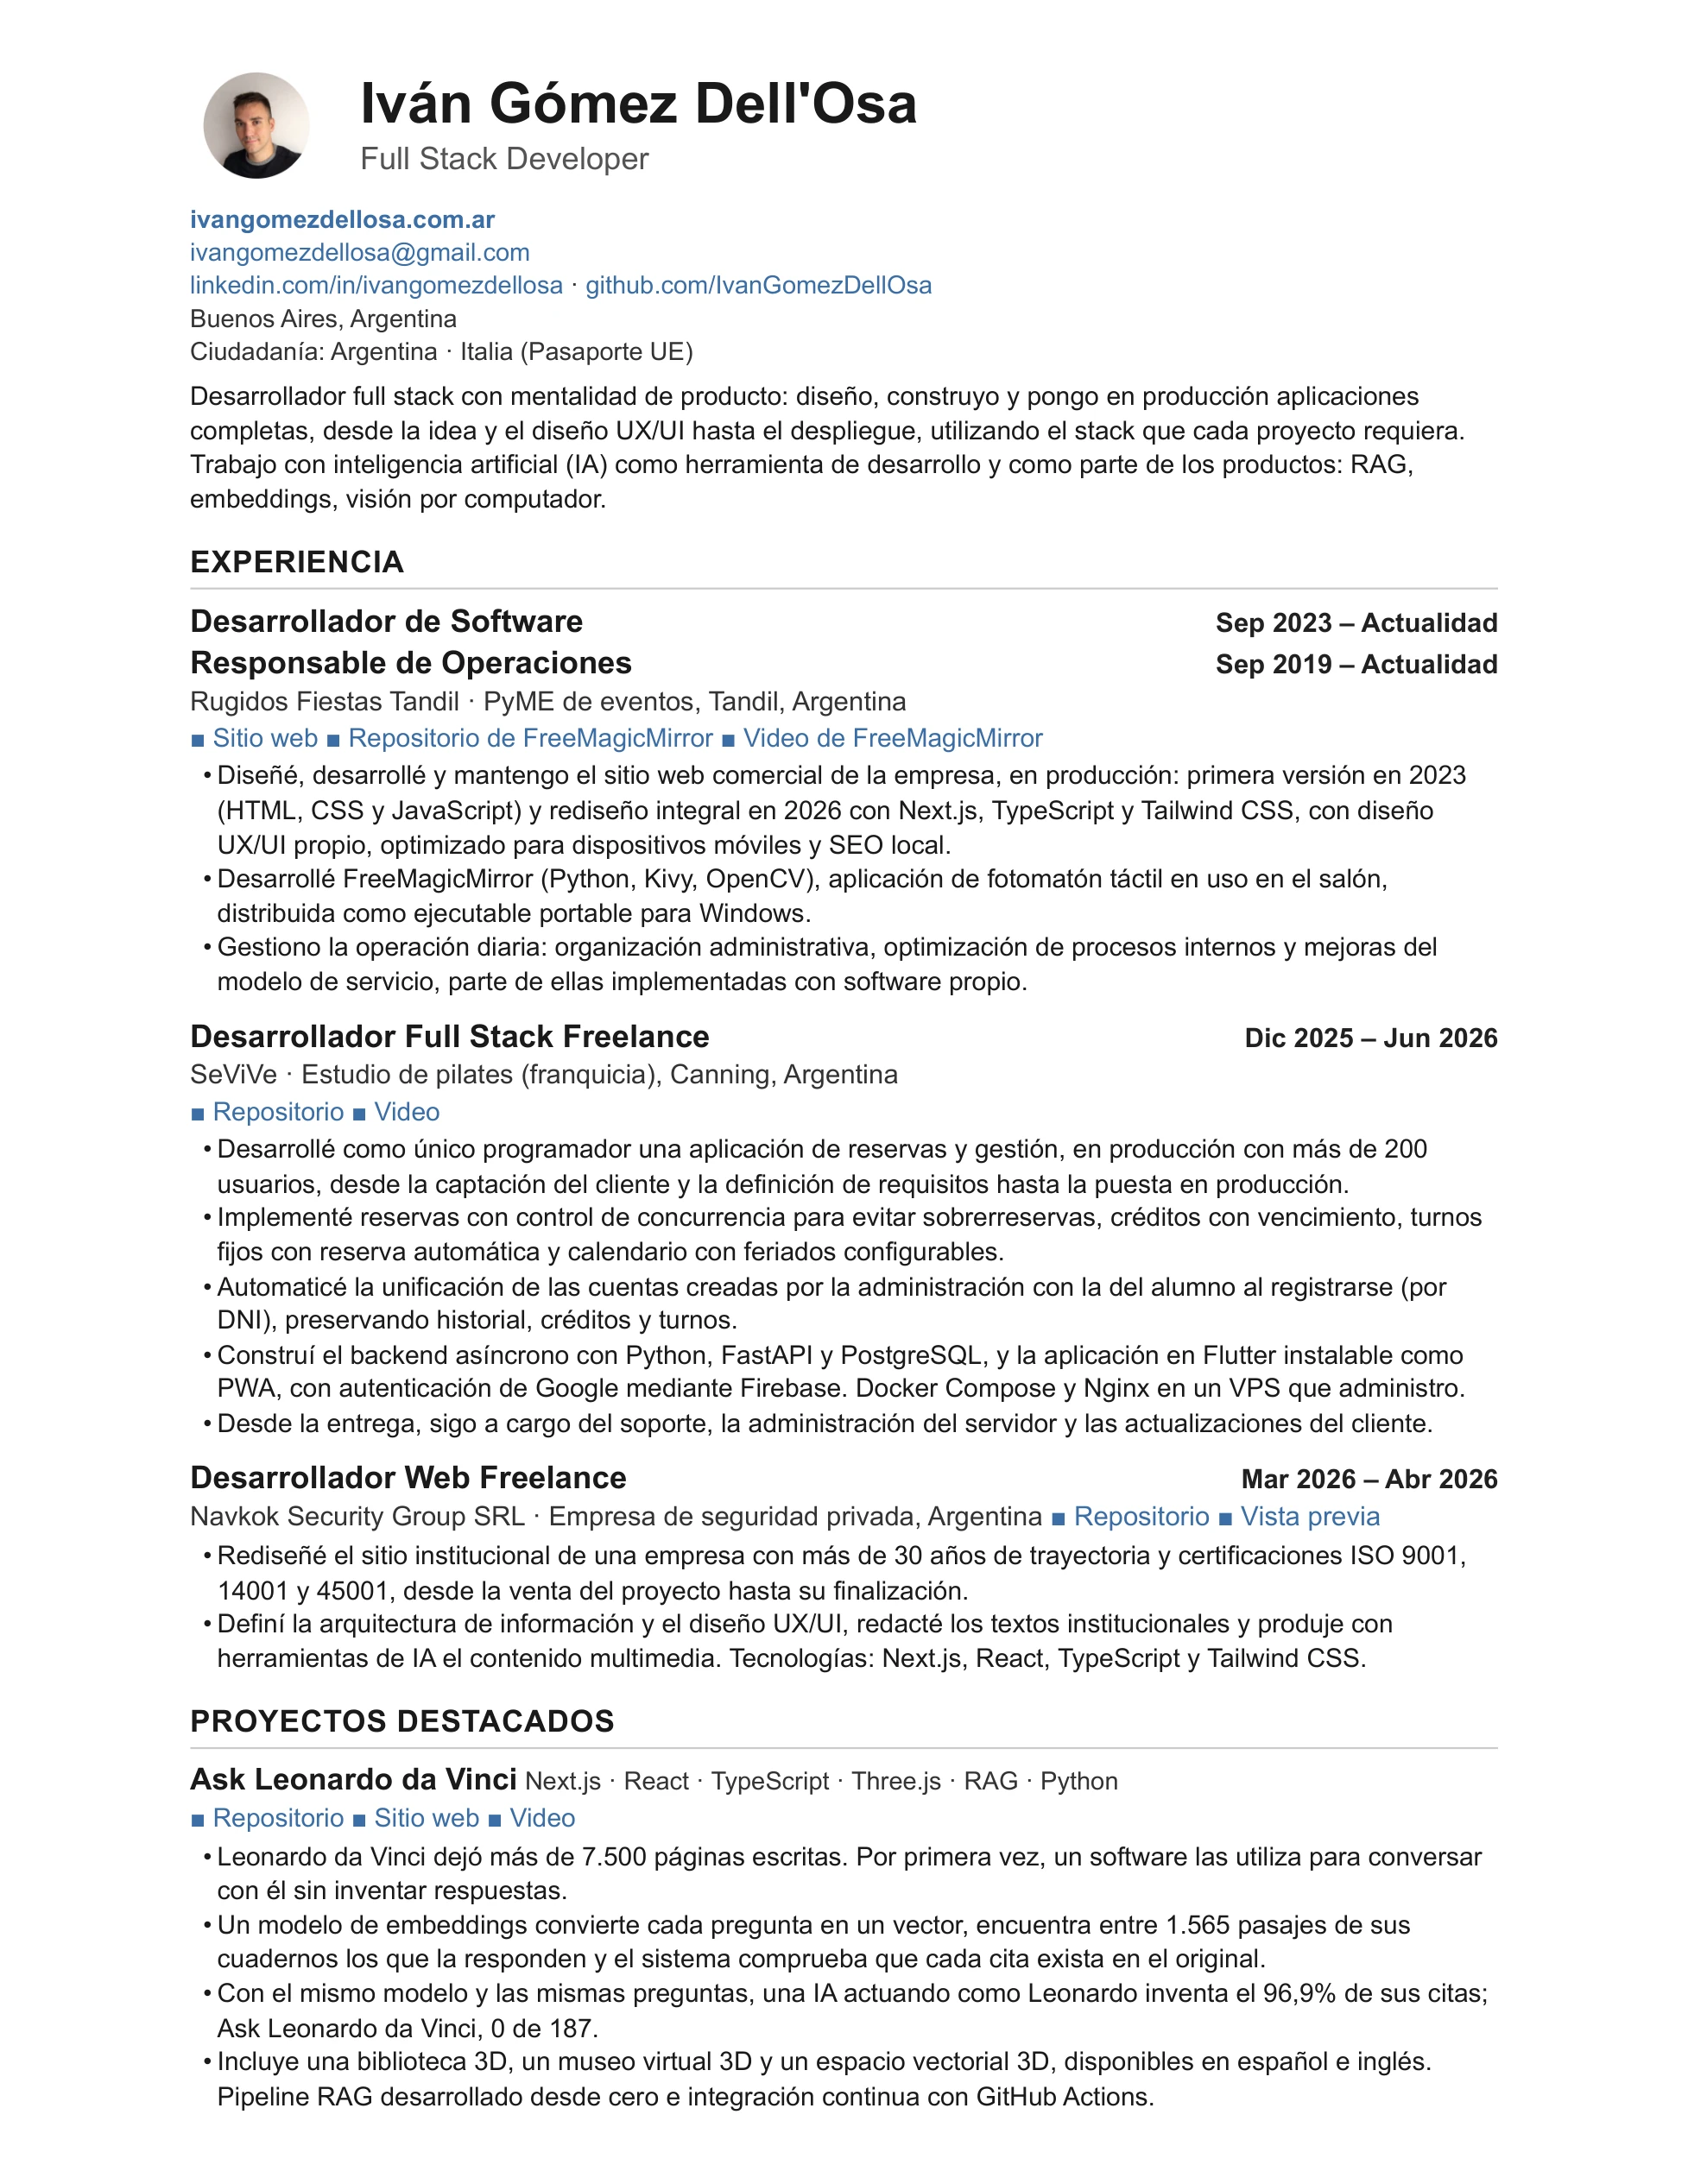 Iván Gómez Dell'Osa
Full Stack Developer
ivangomezdellosa.com.ar
ivangomezdellosa@gmail.com
linkedin.com/in/ivangomezdellosa · github.com/IvanGomezDellOsa
Buenos Aires, Argentina
Ciudadanía: Argentina · Italia (Pasaporte UE)
Desarrollador full stack con mentalidad de producto: diseño, construyo y pongo en producción aplicaciones
completas, desde la idea y el diseño UX/UI hasta el despliegue, utilizando el stack que cada proyecto requiera.
Trabajo con inteligencia artificial (IA) como herramienta de desarrollo y como parte de los productos: RAG,
embeddings, visión por computador.
EXPERIENCIA
Desarrollador de Software Sep 2023 – Actualidad
Responsable de Operaciones Sep 2019 – Actualidad
Rugidos Fiestas Tandil · PyME de eventos, Tandil, Argentina
■ Sitio web ■ Repositorio de FreeMagicMirror ■ Video de FreeMagicMirror
• Diseñé, desarrollé y mantengo el sitio web comercial de la empresa, en producción: primera versión en 2023
(HTML, CSS y JavaScript) y rediseño integral en 2026 con Next.js, TypeScript y Tailwind CSS, con diseño
UX/UI propio, optimizado para dispositivos móviles y SEO local.
• Desarrollé FreeMagicMirror (Python, Kivy, OpenCV), aplicación de fotomatón táctil en uso en el salón,
distribuida como ejecutable portable para Windows.
• Gestiono la operación diaria: organización administrativa, optimización de procesos internos y mejoras del
modelo de servicio, parte de ellas implementadas con software propio.
Desarrollador Full Stack Freelance Dic 2025 – Jun 2026
SeViVe · Estudio de pilates (franquicia), Canning, Argentina
■ Repositorio ■ Video
• Desarrollé como único programador una aplicación de reservas y gestión, en producción con más de 200
usuarios, desde la captación del cliente y la definición de requisitos hasta la puesta en producción.
• Implementé reservas con control de concurrencia para evitar sobrerreservas, créditos con vencimiento, turnos
fijos con reserva automática y calendario con feriados configurables.
• Automaticé la unificación de las cuentas creadas por la administración con la del alumno al registrarse (por
DNI), preservando historial, créditos y turnos.
• Construí el backend asíncrono con Python, FastAPI y PostgreSQL, y la aplicación en Flutter instalable como
PWA, con autenticación de Google mediante Firebase. Docker Compose y Nginx en un VPS que administro.
• Desde la entrega, sigo a cargo del soporte, la administración del servidor y las actualizaciones del cliente.
Desarrollador Web Freelance Mar 2026 – Abr 2026
Navkok Security Group SRL · Empresa de seguridad privada, Argentina ■ Repositorio ■ Vista previa
• Rediseñé el sitio institucional de una empresa con más de 30 años de trayectoria y certificaciones ISO 9001,
14001 y 45001, desde la venta del proyecto hasta su finalización.
• Definí la arquitectura de información y el diseño UX/UI, redacté los textos institucionales y produje con
herramientas de IA el contenido multimedia. Tecnologías: Next.js, React, TypeScript y Tailwind CSS.
PROYECTOS DESTACADOS
Ask Leonardo da Vinci Next.js · React · TypeScript · Three.js · RAG · Python
■ Repositorio ■ Sitio web ■ Video
• Leonardo da Vinci dejó más de 7.500 páginas escritas. Por primera vez, un software las utiliza para conversar
con él sin inventar respuestas.
• Un modelo de embeddings convierte cada pregunta en un vector, encuentra entre 1.565 pasajes de sus
cuadernos los que la responden y el sistema comprueba que cada cita exista en el original.
• Con el mismo modelo y las mismas preguntas, una IA actuando como Leonardo inventa el 96,9% de sus citas;
Ask Leonardo da Vinci, 0 de 187.
• Incluye una biblioteca 3D, un museo virtual 3D y un espacio vectorial 3D, disponibles en español e inglés.
Pipeline RAG desarrollado desde cero e integración continua con GitHub Actions.